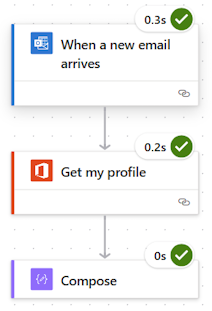 0.3s
When a new email
arrives
0.2s
Get my profile
0s
Compose